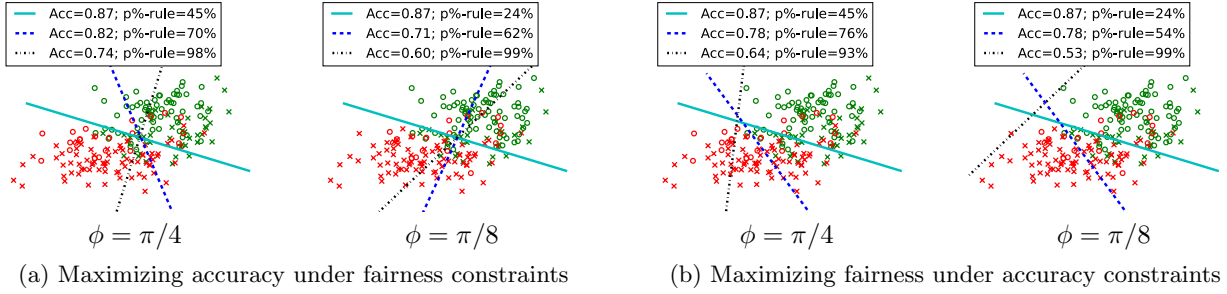 Acc=0.87; p%-rule=45%
Acc=0.82; p%-rule=70%
Acc=0.74; p%-rule=98%
Acc=0.87; p%-rule=24%
Acc=0.71; p%-rule=62%
Acc=0.60; p%-rule=99%
Acc=0.87; p%-rule=45%
Acc=0.78; p%-rule=76%
Acc=0.64; p%-rule=93%
Acc=0.87; p%-rule=24%
Acc=0.78; p%-rule=54%
Acc=0.53; p%-rule=99%
ϕ = π/4
ϕ = π/8
ϕ = π/4
ϕ = π/8
(a) Maximizing accuracy under fairness constraints
(b) Maximizing fairness under accuracy constraints